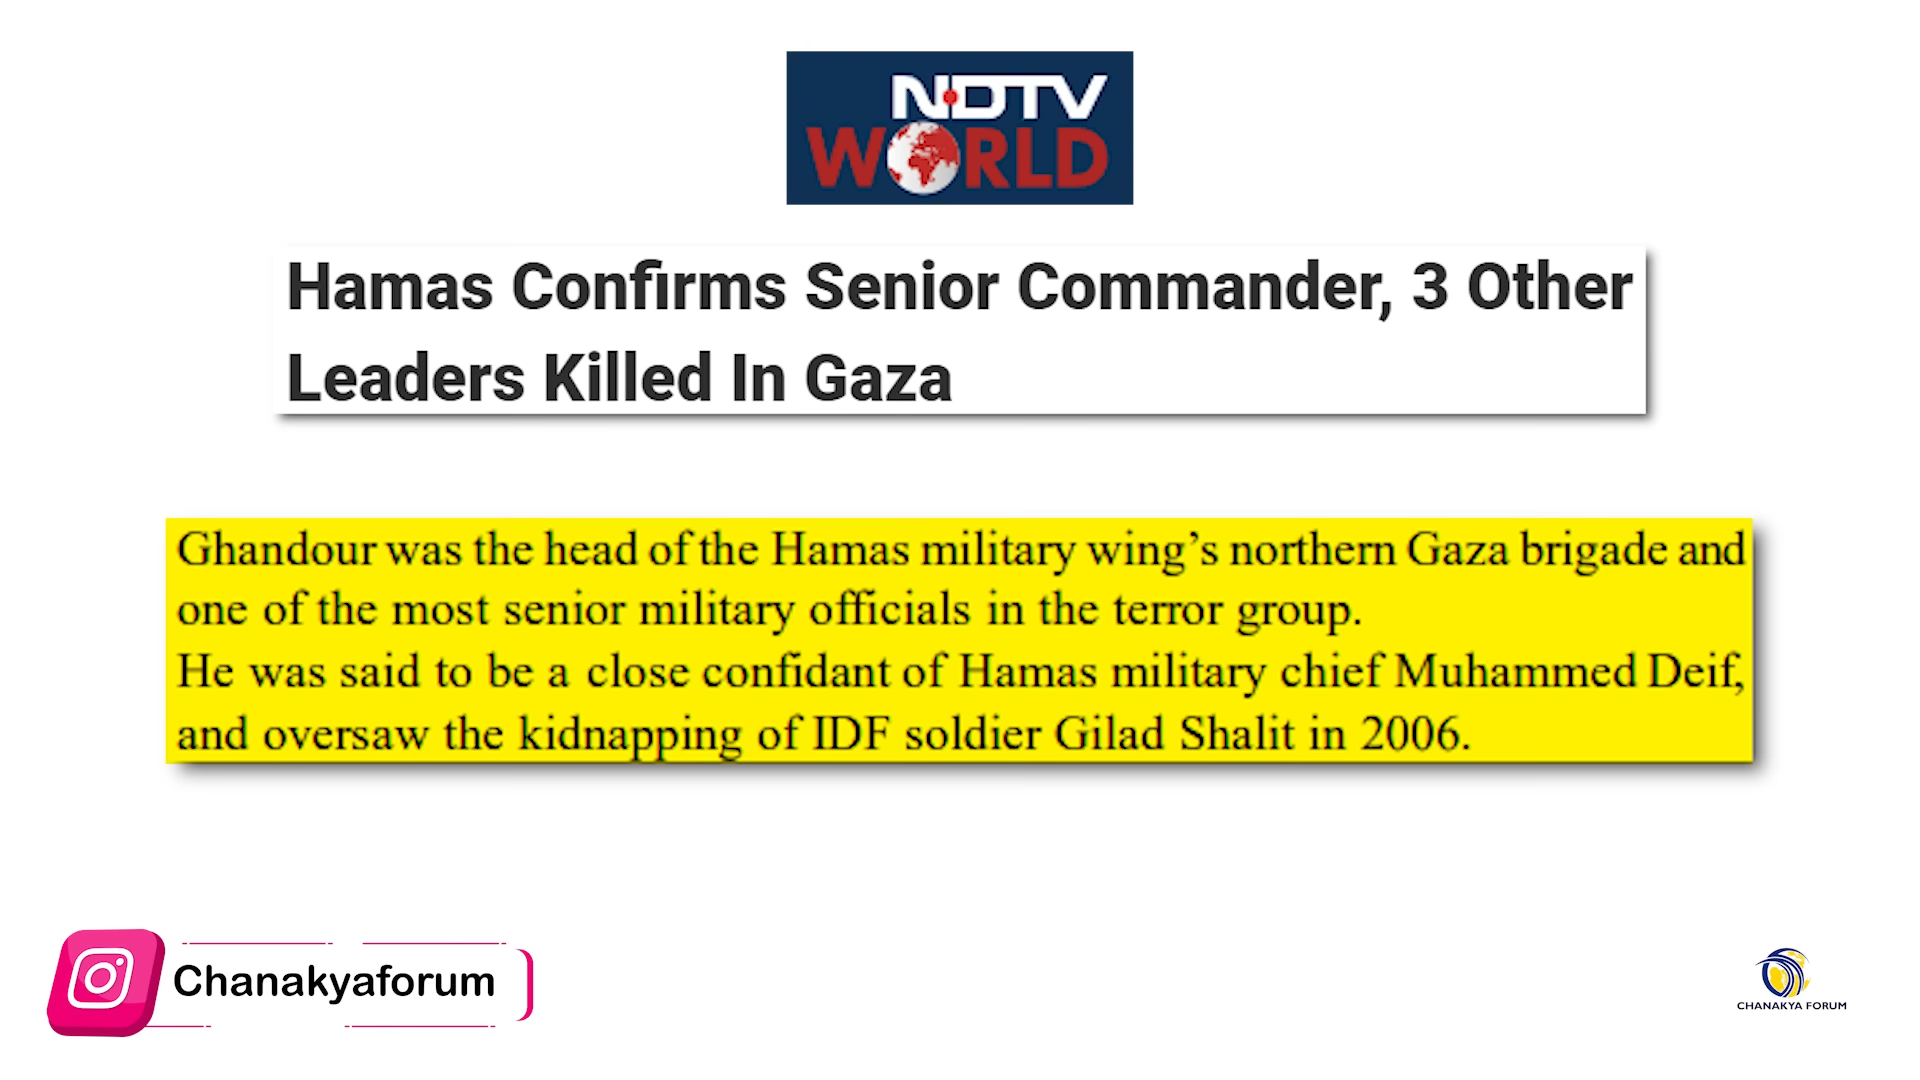 NDTV
WORLD
Hamas Confirms Senior Commander, 3 Other
Leaders Killed In Gaza
Ghandour was the head of the Hamas military wing’s northern Gaza brigade and
one of the most senior military officials in the terror group.
He was said to be a close confidant of Hamas military chief Muhammed Deif,
and oversaw the kidnapping of IDF soldier Gilad Shalit in 2006.
Chanakyaforum
CHANAKYA FORUM